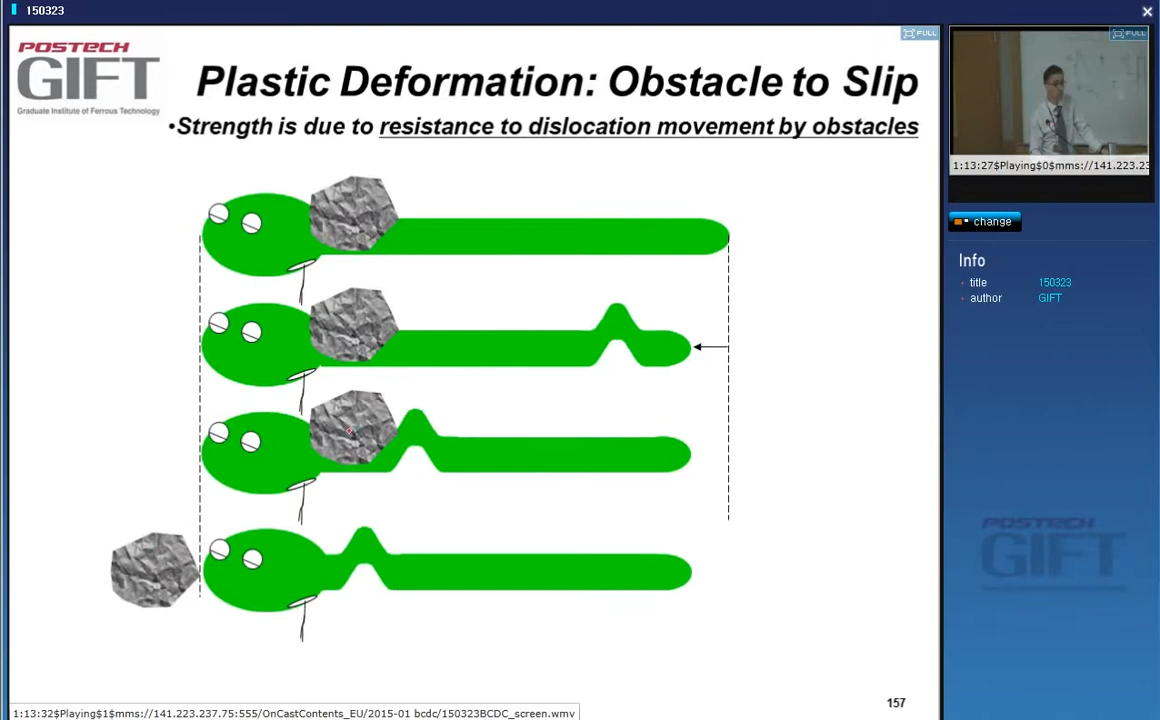 150323
POSTECH
GIFT
Graduate Institute of Ferrous Technology
Plastic Deformation: Obstacle to Slip
•Strength is due to resistance to dislocation movement by obstacles
FULL
FULL
1:13:27$Playing$0$mms://141.223.23
change
Info
title 150323
author GIFT
POSTECH
GIFT
157
1:13:32$Playing$1$mms://141.223.237.75:555/OnCastContents_EU/2015-01 bcdc/150323BCDC_screen.wmv